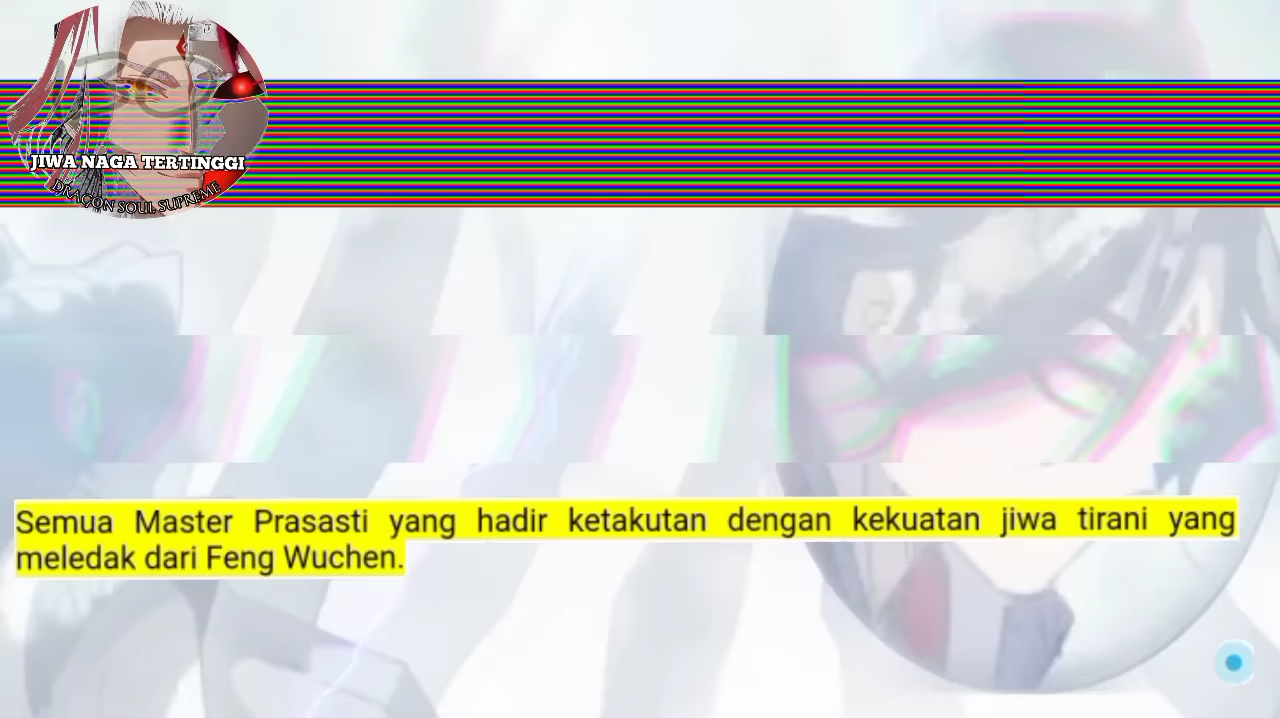 JIWA NAGA TERTINGGI
DRAGON SOUL SUPREME
Semua Master Prasasti yang hadir ketakutan dengan kekuatan jiwa tirani yang
meledak dari Feng Wuchen.